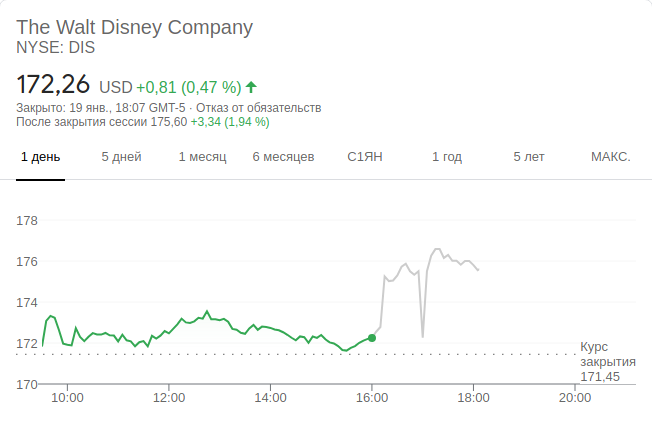 The Walt Disney Company
NYSE: DIS
172,26 USD +0,81 (0,47 %)
Закрыто: 19 янв., 18:07 GMT-5 · Отказ от обязательств
После закрытия сессии 175,60 +3,34 (1,94 %)
1 день 5 дней 1 месяц 6 месяцев С1ЯН 1 год 5 лет МАКС.
178
176
174
172
Курс
закрытия
171,45
170
10:00 12:00 14:00 16:00 18:00 20:00